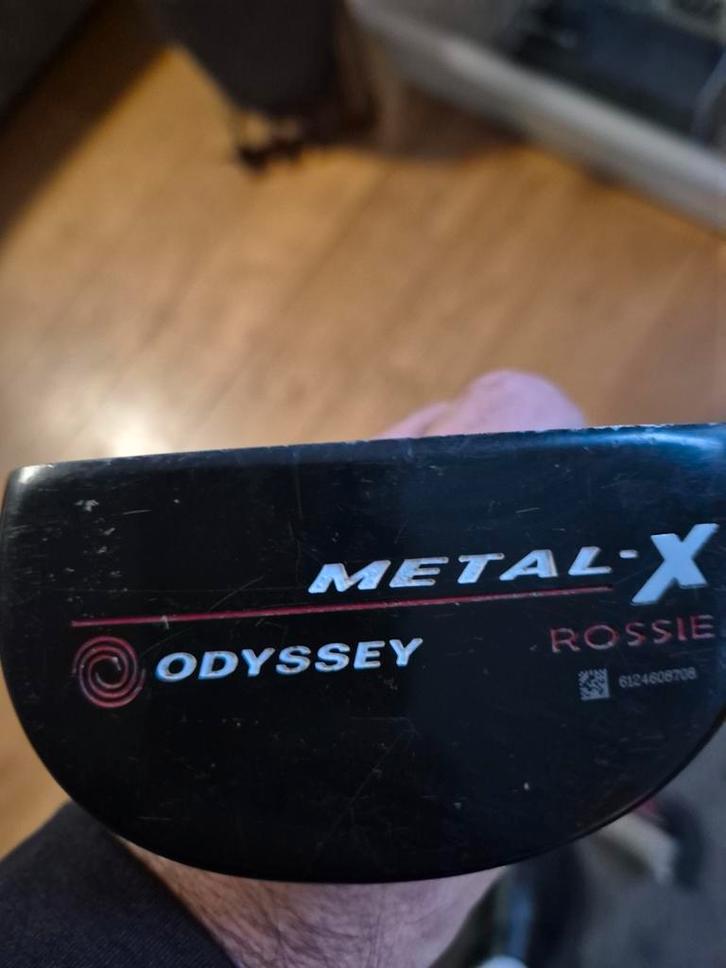 METAL-X
ODYSSEY
ROSSIE
6124608708